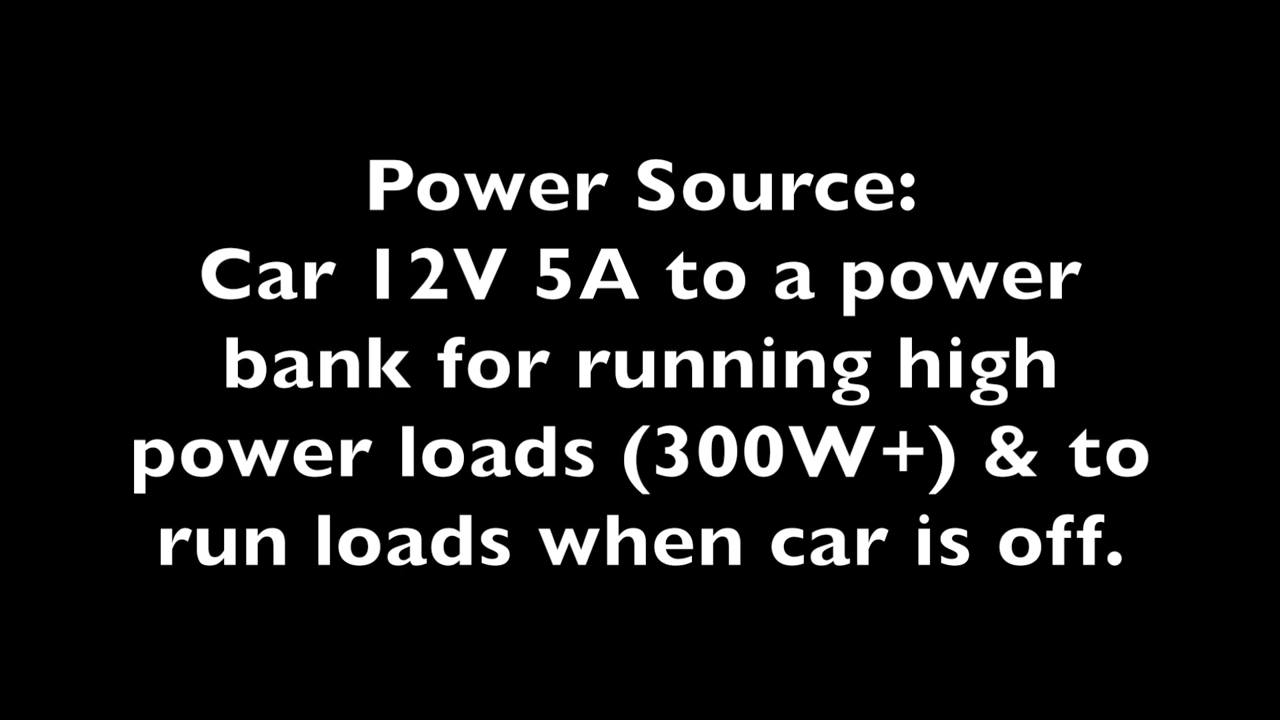 Power Source:
Car 12V 5A to a power
bank for running high
power loads (300W+) & to
run loads when car is off.